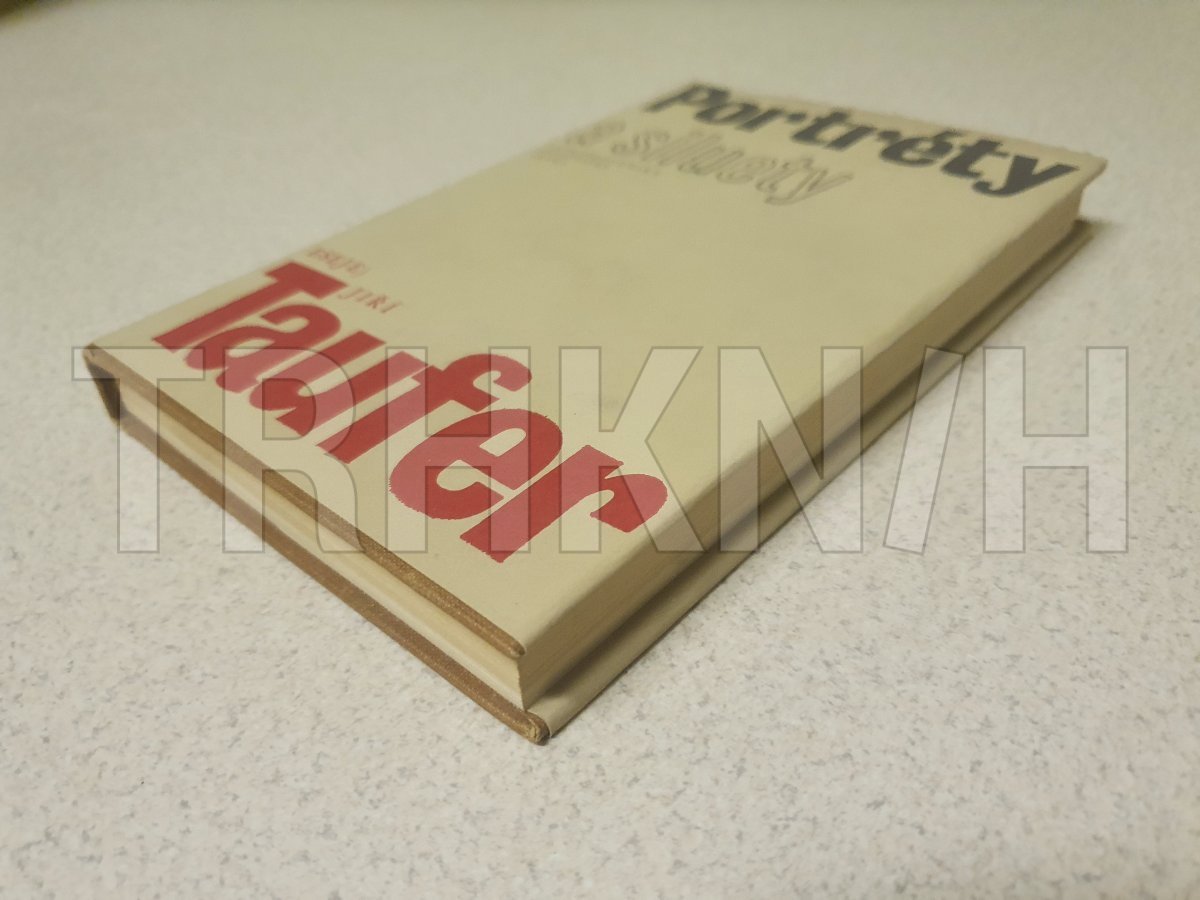 Portréty
a siluety
JIŘÍ
Taufer
TRHKNIH